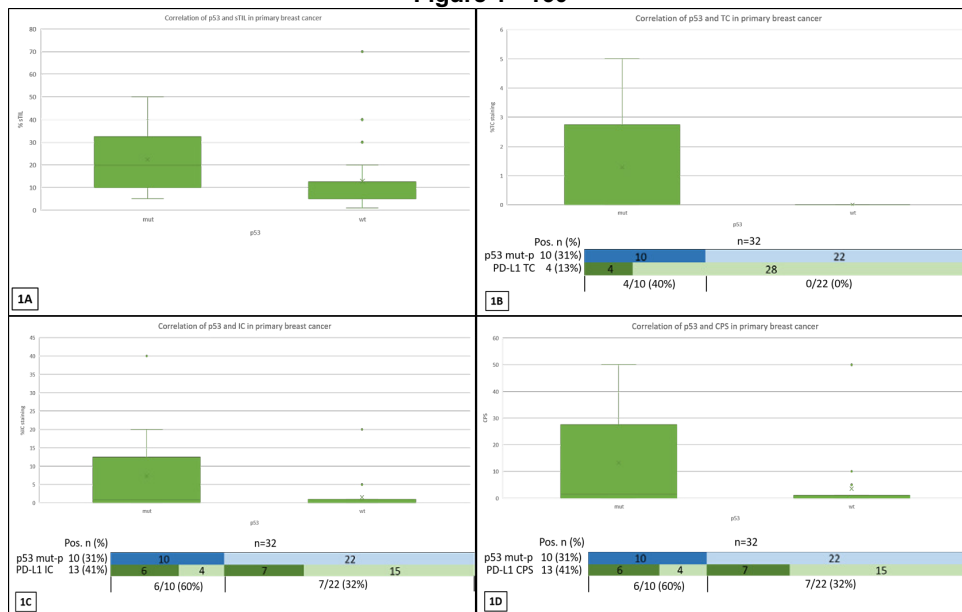 Correlation of p53 and sTIL in primary breast cancer
80
70
60
50
40
30
20
10
0
% sTIL
mut
wt
p53
1A
Correlation of p53 and TC in primary breast cancer
6
5
4
3
2
1
0
%TC staining
mut
wt
p53
Pos. n (%) n=32
p53 mut-p 10 (31%) 10 22
PD-L1 TC 4 (13%) 4 28
4/10 (40%) 0/22 (0%)
1B
Correlation of p53 and IC in primary breast cancer
45
40
35
30
25
20
15
10
5
0
%IC staining
mut
wt
p53
Pos. n (%) n=32
p53 mut-p 10 (31%) 10 22
PD-L1 IC 13 (41%) 6 4 7 15
6/10 (60%) 7/22 (32%)
1C
Correlation of p53 and CPS in primary breast cancer
60
50
40
30
20
10
0
CPS
mut
wt
p53
Pos. n (%) n=32
p53 mut-p 10 (31%) 10 22
PD-L1 CPS 13 (41%) 6 4 7 15
6/10 (60%) 7/22 (32%)
1D